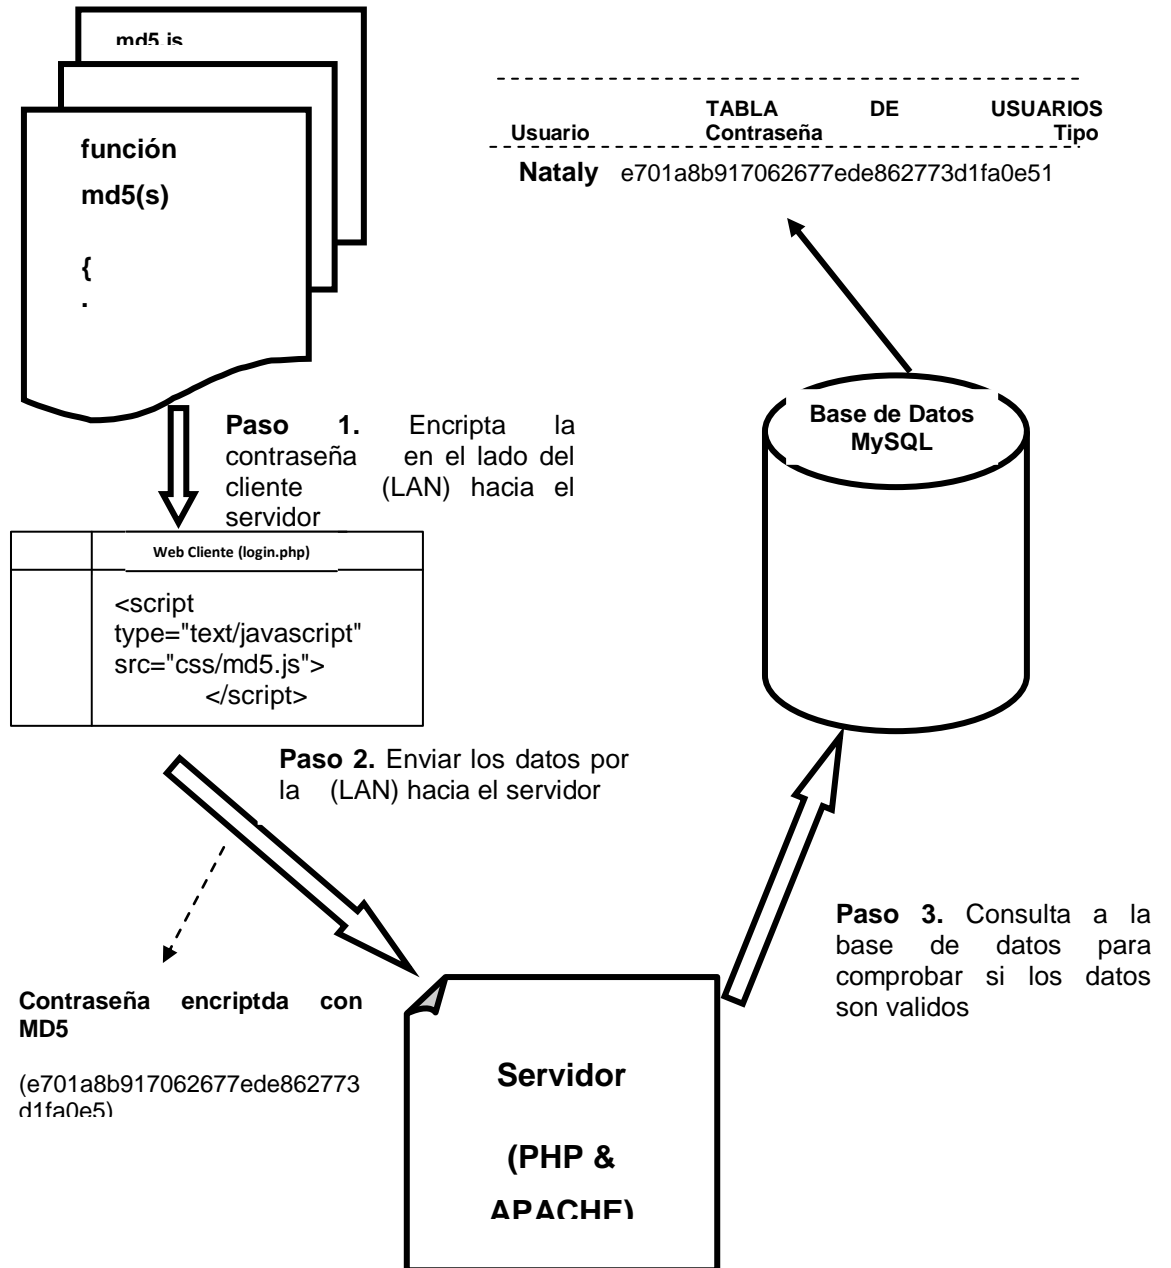 md5.js
función
md5(s)
{
.
TABLA DE USUARIOS
Usuario Contraseña Tipo
Nataly e701a8b917062677ede862773d1fa0e51
Base de Datos
MySQL
Paso 1. Encripta la
contraseña en el lado del
cliente (LAN) hacia el
servidor
Web Cliente (login.php)
<script
type="text/javascript"
src="css/md5.js">
</script>
Paso 2. Enviar los datos por
la (LAN) hacia el servidor
Contraseña encriptda con
MD5
(e701a8b917062677ede862773
d1fa0e5)
Servidor
(PHP &
APACHE)
Paso 3. Consulta a la
base de datos para
comprobar si los datos
son validos